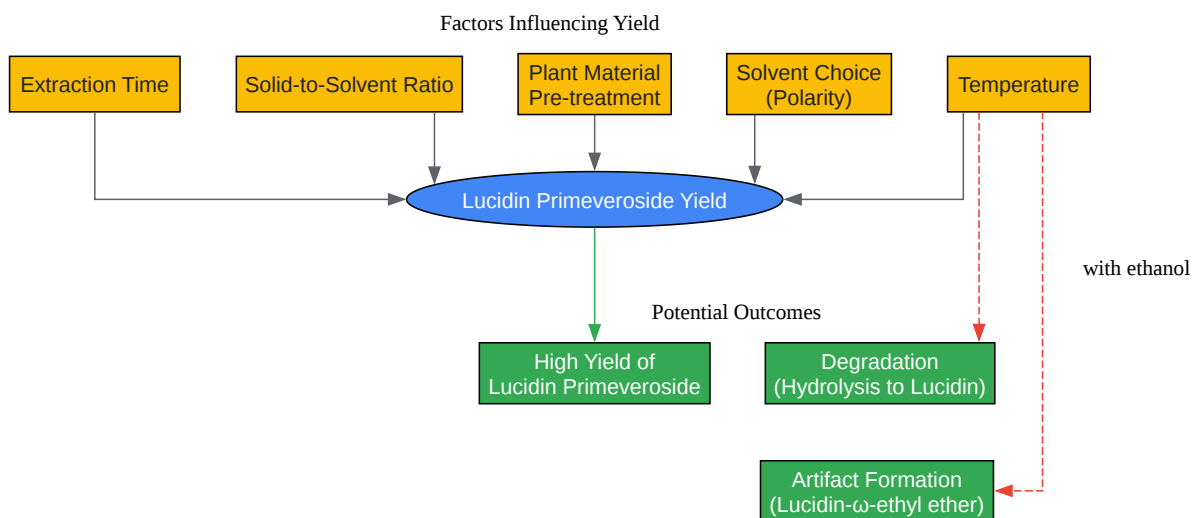 Factors Influencing Yield
Extraction Time
Solid-to-Solvent Ratio
Plant Material
Pre-treatment
Solvent Choice
(Polarity)
Temperature
Lucidin Primeveroside Yield
with ethanol
Potential Outcomes
High Yield of
Lucidin Primeveroside
Degradation
(Hydrolysis to Lucidin)
Artifact Formation
(Lucidin-ω-ethyl ether)